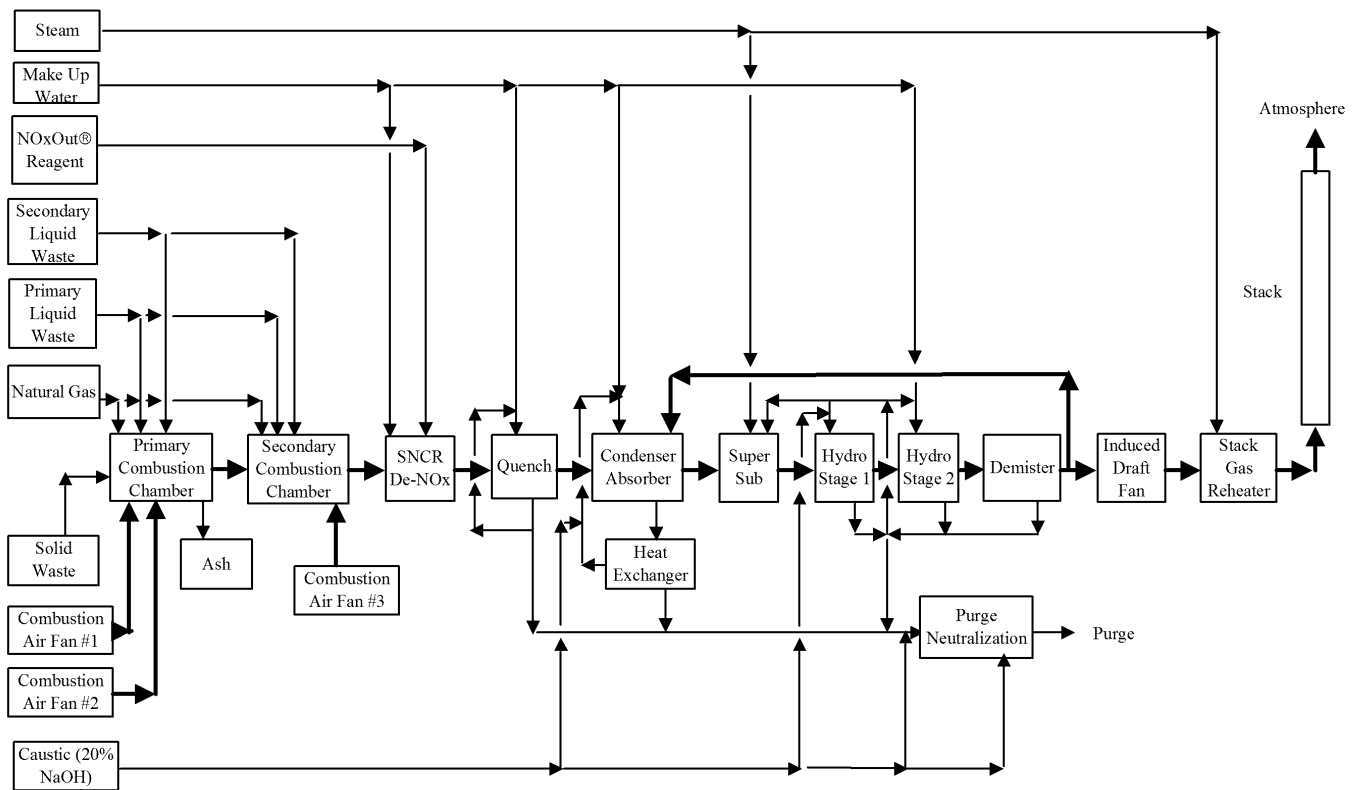 Steam
Make Up
Water
NOxOut®
Reagent
Atmosphere
Secondary
Liquid
Waste
Primary
Liquid
Waste
Stack
Natural Gas
Primary
Combustion
Chamber
Secondary
Combustion
Chamber
SNCR
De-NOx
Quench
Condenser
Absorber
Super
Sub
Hydro
Stage 1
Hydro
Stage 2
Demister
Induced
Draft
Fan
Stack
Gas
Reheater
Solid
Waste
Ash
Combustion
Air Fan #3
Heat
Exchanger
Combustion
Air Fan #1
Purge
Neutralization
Purge
Combustion
Air Fan #2
Caustic (20%
NaOH)